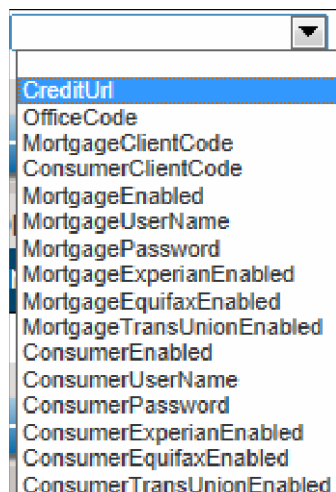 CreditUrl
OfficeCode
MortgageClientCode
ConsumerClientCode
MortgageEnabled
MortgageUserName
MortgagePassword
MortgageExperianEnabled
MortgageEquifaxEnabled
MortgageTransUnionEnabled
ConsumerEnabled
ConsumerUserName
ConsumerPassword
ConsumerExperianEnabled
ConsumerEquifaxEnabled
ConsumerTransUnionEnabled